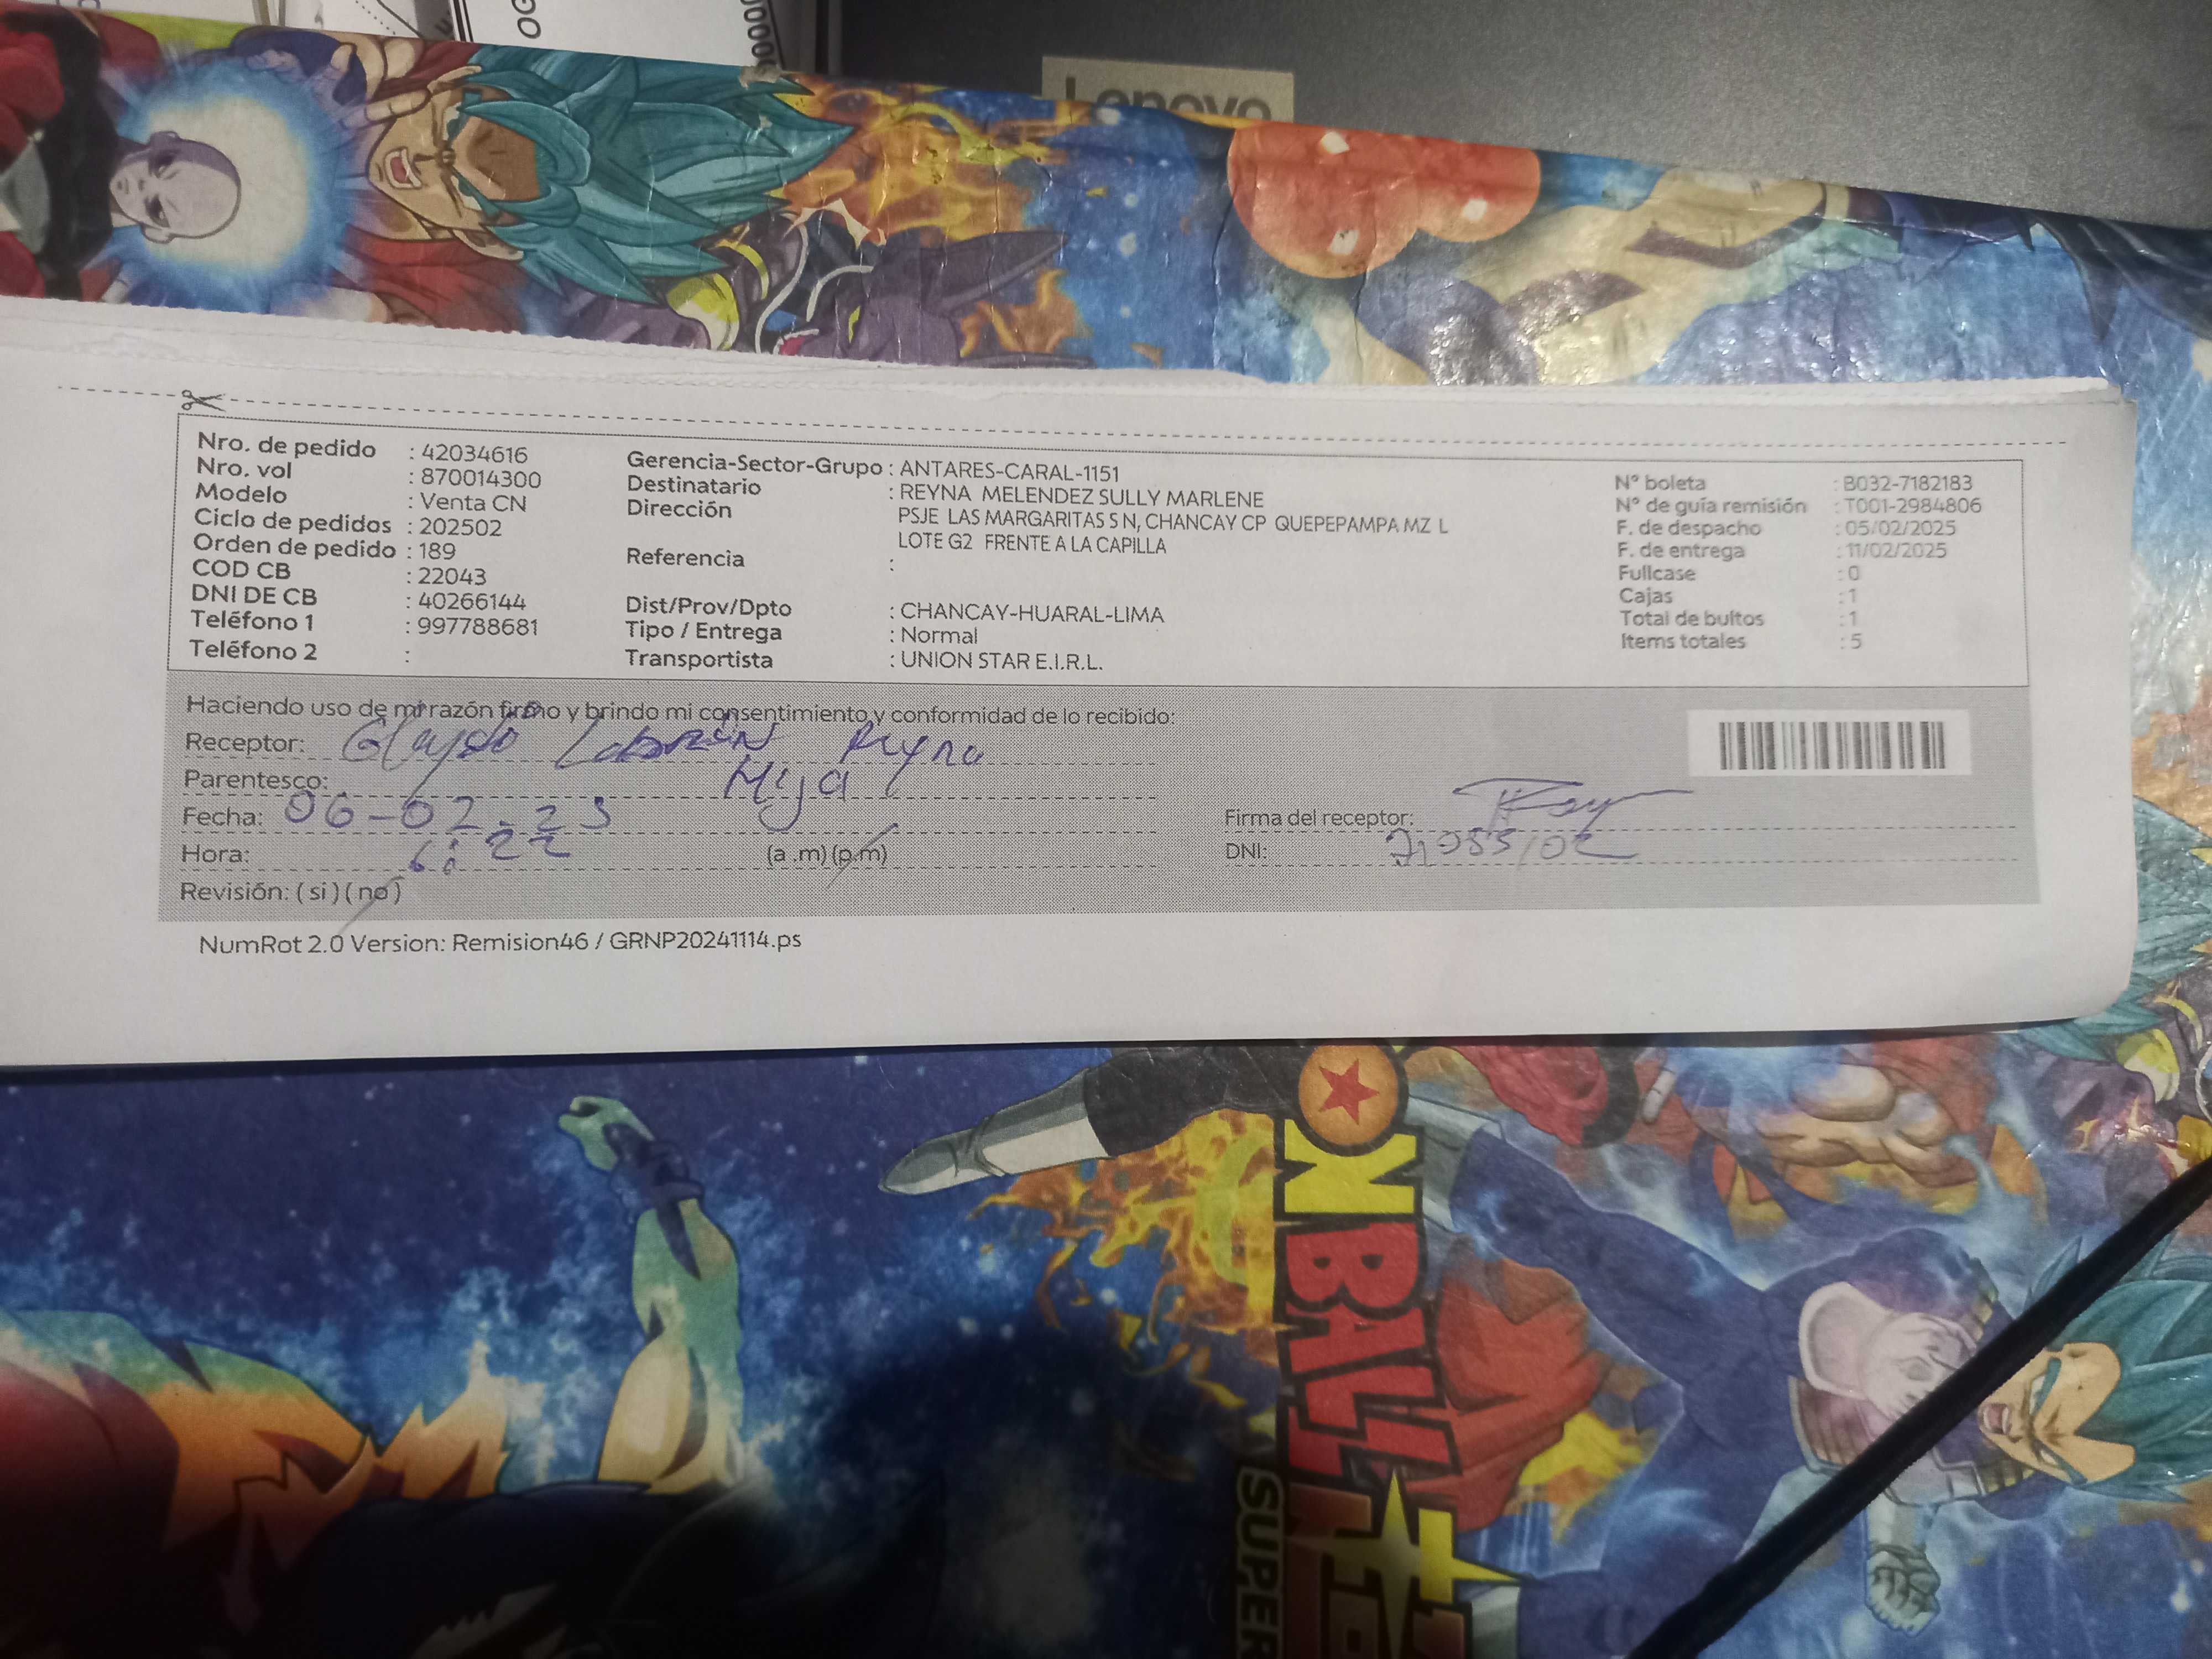 Lenovo
Nro. de pedido : 42034616
Nro. vol : 870014300
Modelo : Venta CN
Ciclo de pedidos : 202502
Orden de pedido : 189
COD CB : 22043
DNI DE CB : 40266144
Teléfono 1 : 997788681
Teléfono 2 :
Gerencia-Sector-Grupo : ANTARES-CARAL-1151
Destinatario : REYNA MELENDEZ SULLY MARLENE
Dirección PSJE LAS MARGARITAS S N, CHANCAY CP QUEPEPAMPA MZ L
LOTE G2 FRENTE A LA CAPILLA
Referencia :
Dist/Prov/Dpto : CHANCAY-HUARAL-LIMA
Tipo / Entrega : Normal
Transportista : UNION STAR E.I.R.L.
N° boleta : B032-7182183
N° de guía remisión : T001-2984806
F. de despacho : 05/02/2025
F. de entrega : 11/02/2025
Fullcase : 0
Cajas : 1
Total de bultos : 1
Items totales : 5
Haciendo uso de mi razón firmo y brindo mi consentimiento y conformidad de lo recibido:
Receptor: Reyna
Parentesco: Hija
Fecha: 06-02-25
Hora: 6:22 (a.m) (p.m)
Revisión: (si) (no)
Firma del receptor:
DNI:
NumRot 2.0 Version: Remision46 / GRNP20241114.ps
ONBALL
SUPER